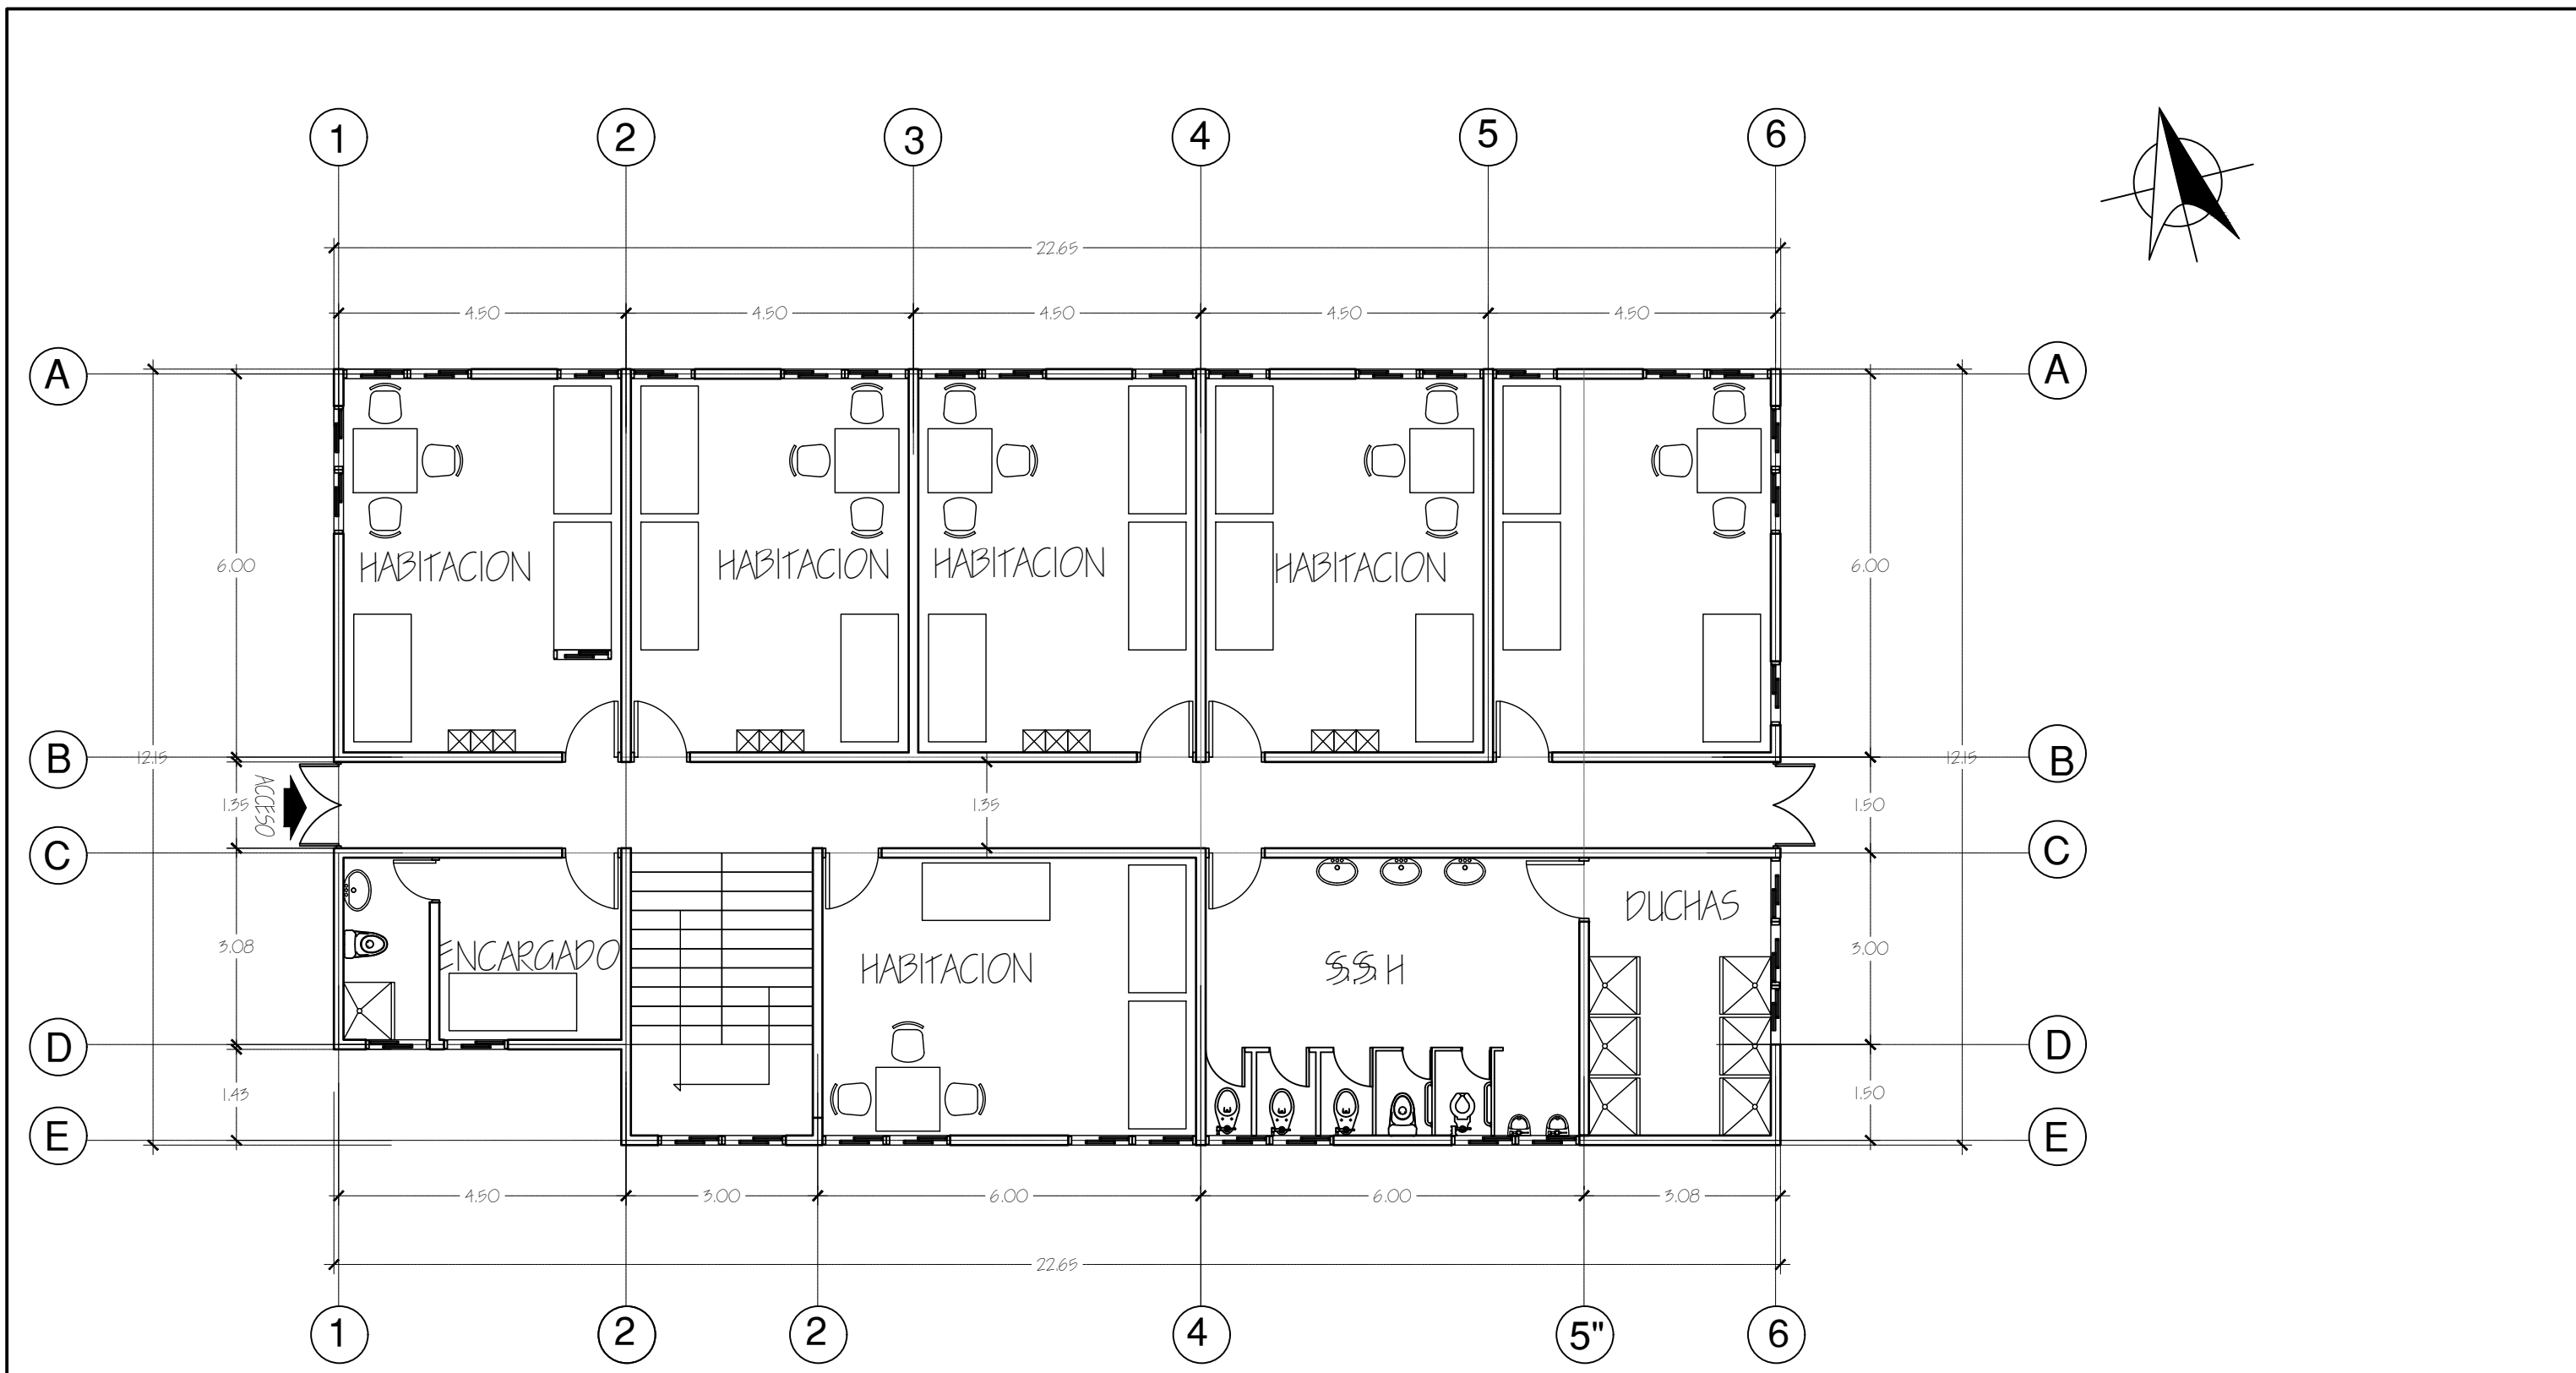 1 2 3 4 5 6
22.65
4.50 4.50 4.50 4.50 4.50
A A
HABITACION HABITACION HABITACION HABITACION
6.00 6.00
B 12.15 12.15 B
ACCESO 1.35 1.35 1.50
C C
DUCHAS
3.08 ENCARGADO HABITACION S.S. H 3.00
D D
1.43 1.50
E E
4.50 3.00 6.00 6.00 3.08
22.65
1 2 2 4 5" 6